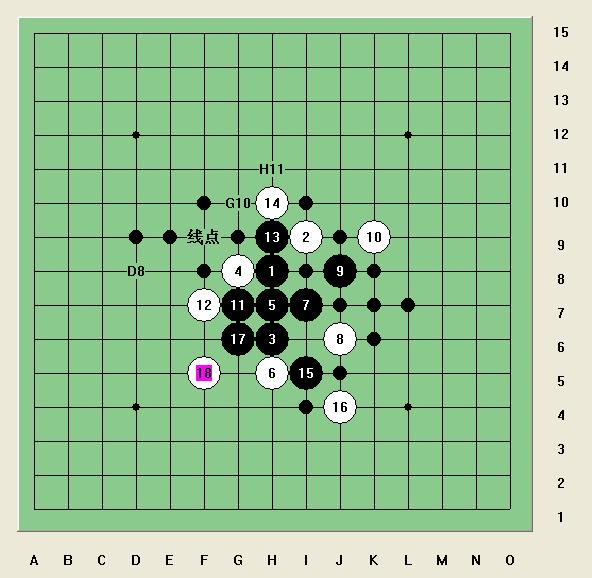 15
14
13
12
H11 11
G10 14 10
线点 13 2 10 9
D8 4 1 9 8
12 11 5 7 7
17 3 8 6
18 6 15 5
16 4
3
2
1
A B C D E F G H I J K L M N O